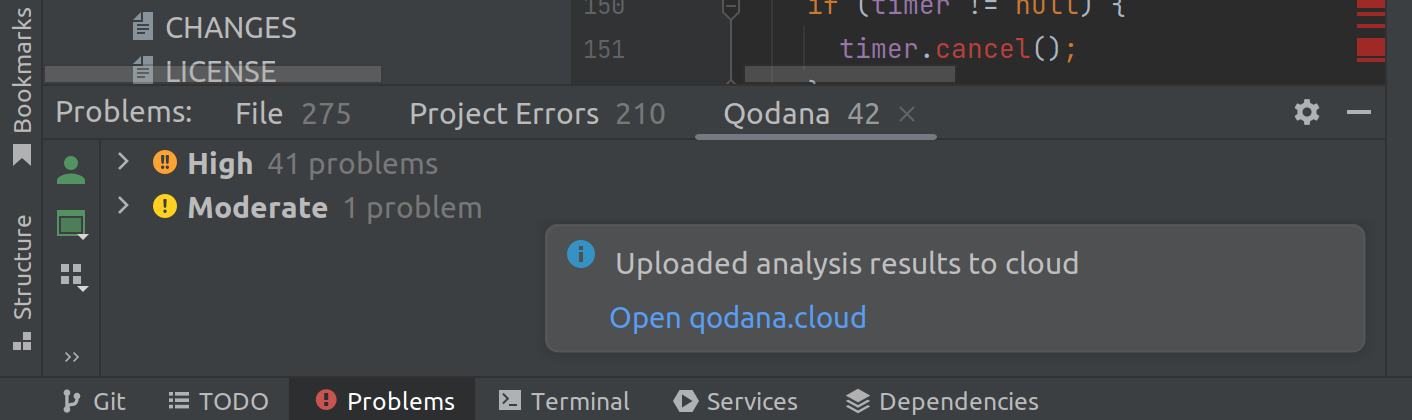 Bookmarks
Structure
CHANGES
LICENSE
150 if (timer != null) {
151 timer.cancel();
Problems: File 275 Project Errors 210 Qodana 42
High 41 problems
Moderate 1 problem
Uploaded analysis results to cloud
Open qodana.cloud
Git TODO Problems Terminal Services Dependencies